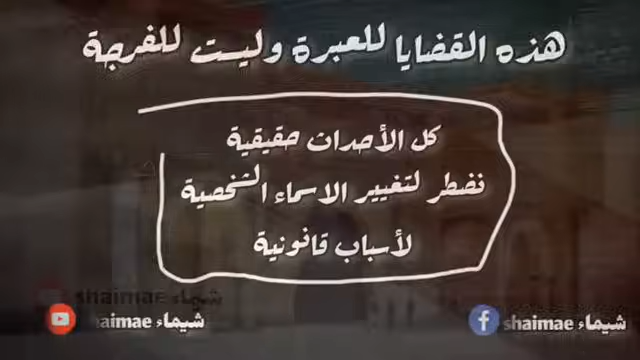 هذه القضايا للعبرة وليست للفرجة
كل الأحداث حقيقية
نضطر لتغيير الاسماء الشخصية
لأسباب قانونية
shaimae شيماء
haimae شيماء
shaimae شيماء